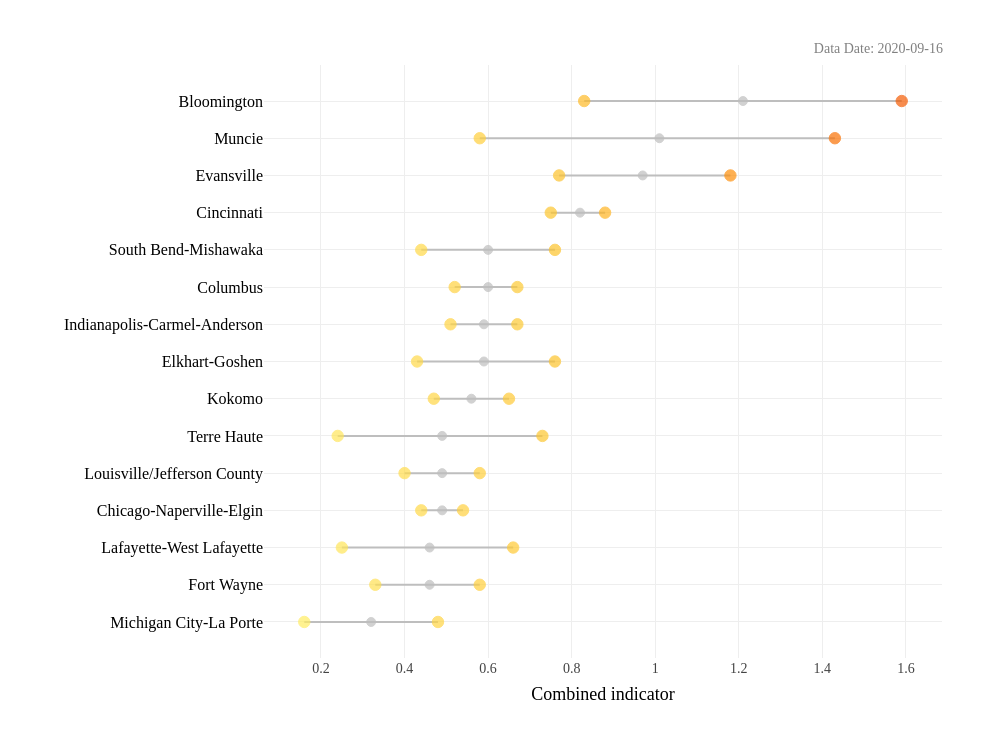 Data Date: 2020-09-16
Bloomington
Muncie
Evansville
Cincinnati
South Bend-Mishawaka
Columbus
Indianapolis-Carmel-Anderson
Elkhart-Goshen
Kokomo
Terre Haute
Louisville/Jefferson County
Chicago-Naperville-Elgin
Lafayette-West Lafayette
Fort Wayne
Michigan City-La Porte
0.2 0.4 0.6 0.8 1 1.2 1.4 1.6
Combined indicator